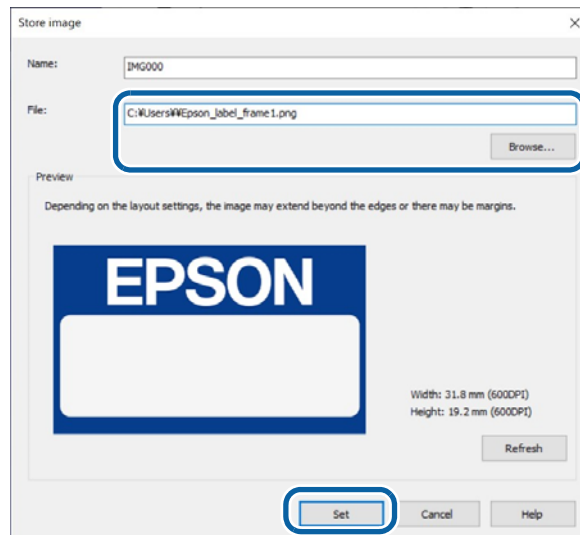 Store image
Name:
IMG000
File:
C:¥Users¥¥Epson_label_frame1.png
Browse...
Preview
Depending on the layout settings, the image may extend beyond the edges or there may be margins.
EPSON
Width: 31.8 mm (600DPI)
Height: 19.2 mm (600DPI)
Refresh
Set
Cancel
Help